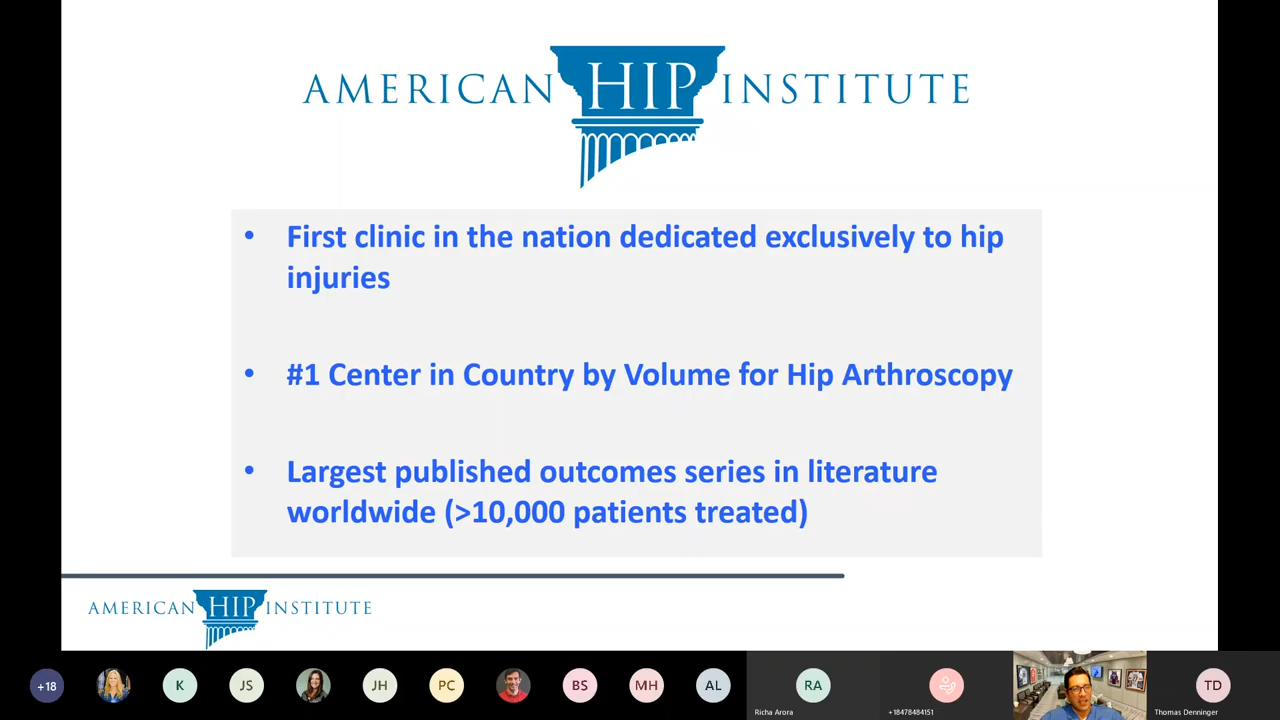 AMERICAN HIP INSTITUTE
• First clinic in the nation dedicated exclusively to hip
injuries
• #1 Center in Country by Volume for Hip Arthroscopy
• Largest published outcomes series in literature
worldwide (>10,000 patients treated)
AMERICAN HIP INSTITUTE
+18
K
JS
JH
PC
BS
MH
AL
RA
TD
Richa Arora
+18478484151
Thomas Denninger